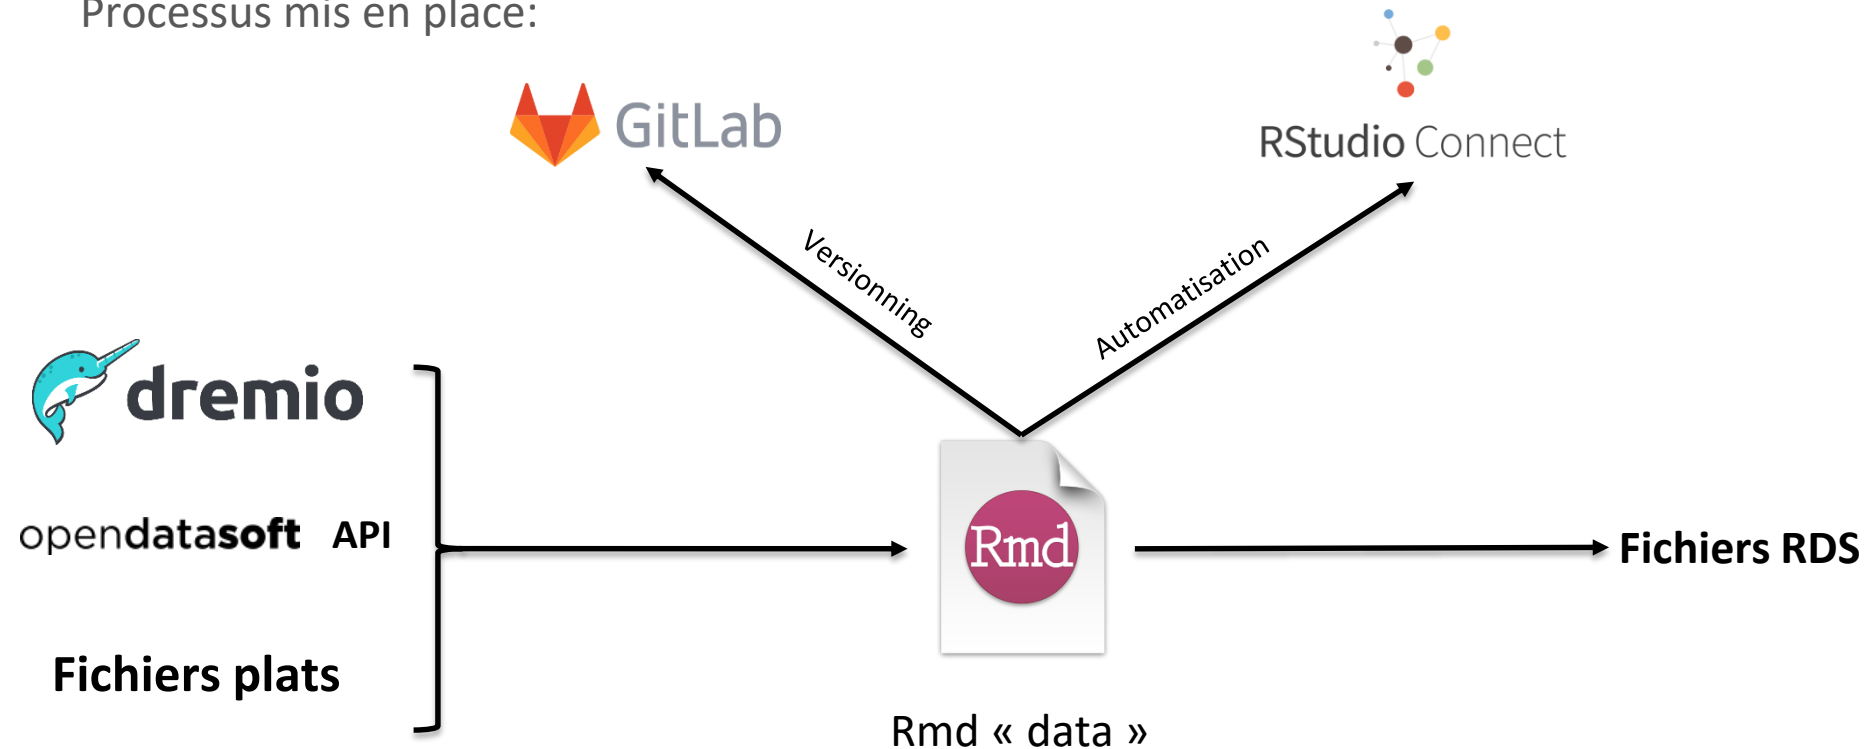 Processus mis en place:
GitLab
RStudio Connect
Versionning
Automatisation
dremio
opendatasoft API
Rmd
Fichiers RDS
Fichiers plats
Rmd « data »